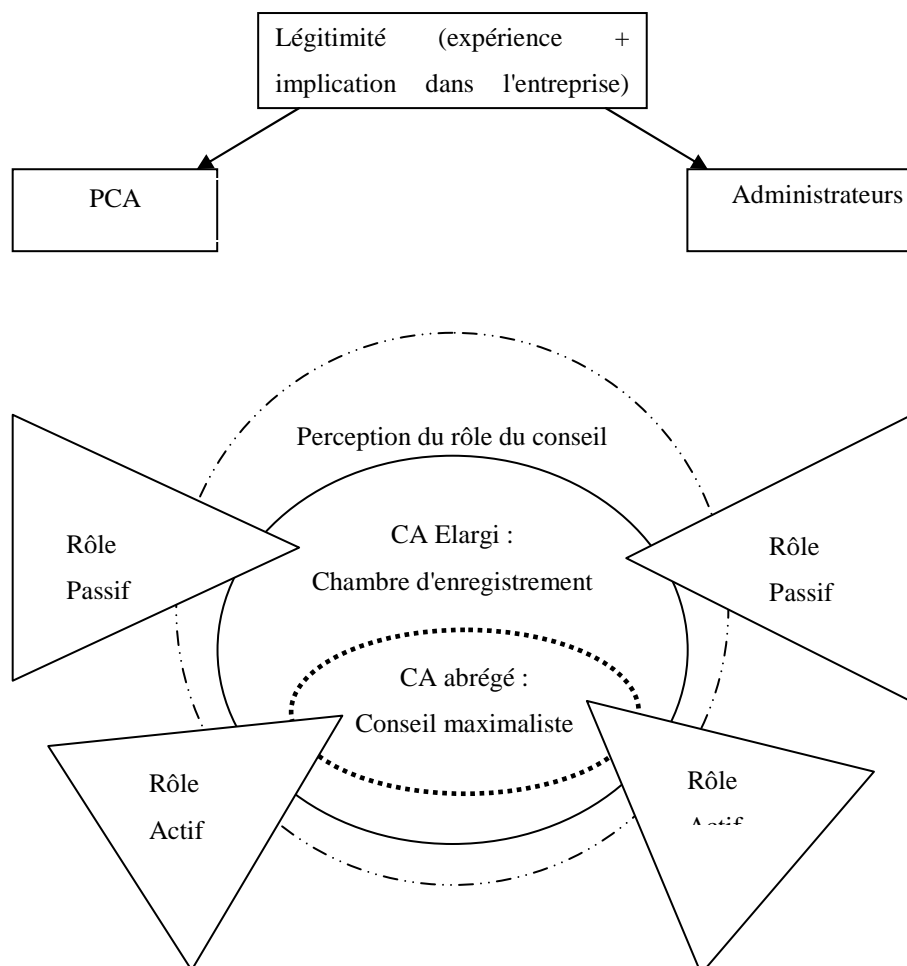 Légitimité (expérience +
implication dans l'entreprise)
PCA
Administrateurs
Perception du rôle du conseil
CA Elargi :
Chambre d'enregistrement
Rôle
Passif
Rôle
Passif
CA abrégé :
Conseil maximaliste
Rôle
Actif
Rôle